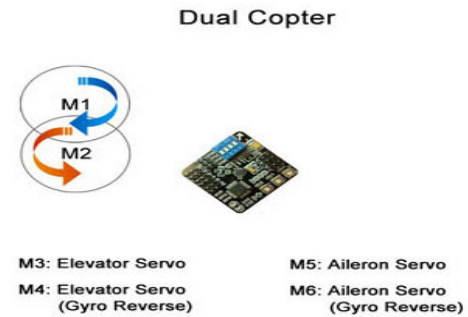 Dual Copter
M1
M2
M3: Elevator Servo
M4: Elevator Servo
(Gyro Reverse)
M5: Aileron Servo
M6: Aileron Servo
(Gyro Reverse)